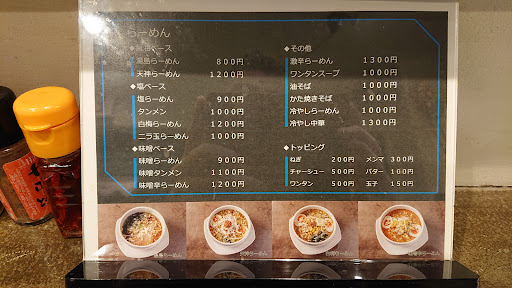 らーめん
醤油ベース
湯島らーめん 800円
天神らーめん 1200円
◆塩ベース
塩らーめん 900円
タンメン 1000円
白梅らーめん 1200円
ニラ玉らーめん 1000円
◆味噌ベース
味噌らーめん 900円
味噌タンメン 1100円
味噌辛らーめん 1200円
◆その他
激辛らーめん 1300円
ワンタンスープ 1000円
油そば 1000円
かた焼きそば 1000円
冷やしらーめん 1000円
冷やし中華 1300円
◆トッピング
ねぎ 200円 メンマ 300円
チャーシュー 500円 バター 100円
ワンタン 500円 玉子 150円